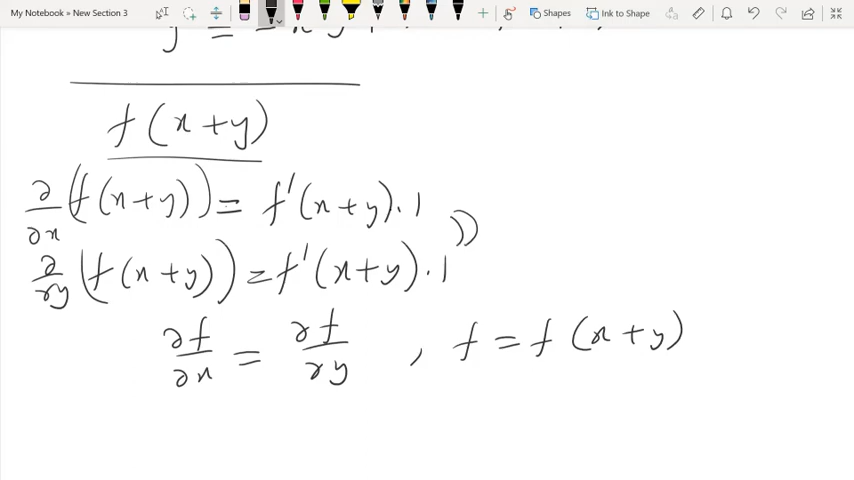 My Notebook » New Section 3
Shapes
Ink to Shape
f(x+y)
∂/∂x (f(x+y)) = f'(x+y).1
∂/∂y (f(x+y)) = f'(x+y).1
∂f/∂x = ∂f/∂y , f = f(x+y)